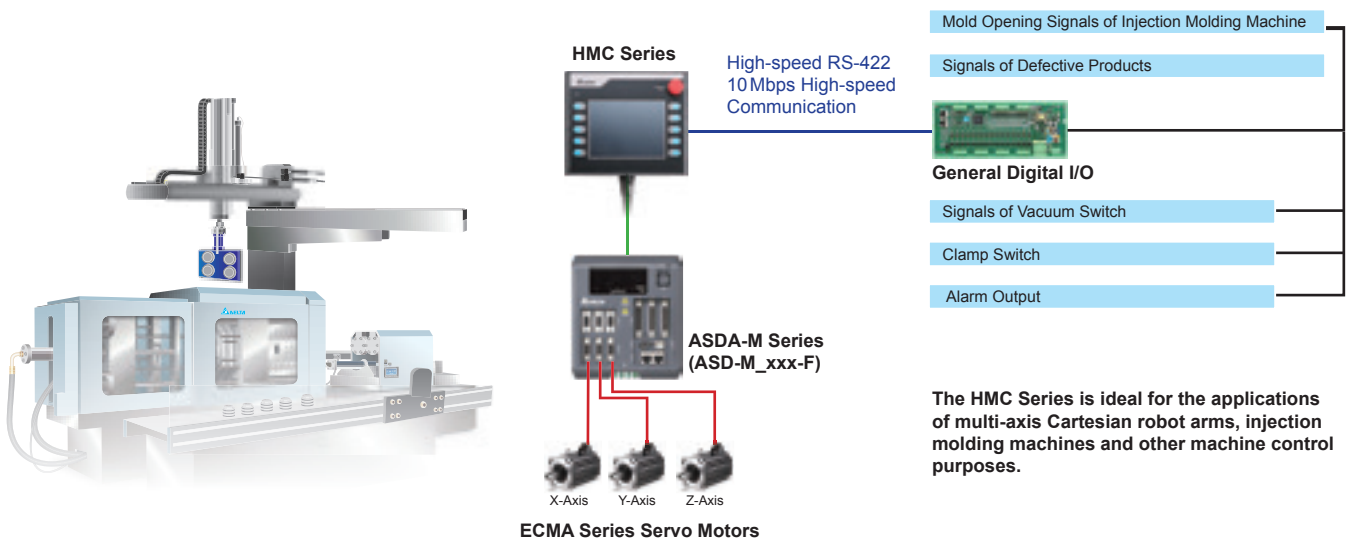 HMC Series
High-speed RS-422
10 Mbps High-speed
Communication
Mold Opening Signals of Injection Molding Machine
Signals of Defective Products
General Digital I/O
Signals of Vacuum Switch
Clamp Switch
Alarm Output
ASDA-M Series
(ASD-M_xxx-F)
X-Axis
Y-Axis
Z-Axis
ECMA Series Servo Motors
The HMC Series is ideal for the applications
of multi-axis Cartesian robot arms, injection
molding machines and other machine control
purposes.
DELTA